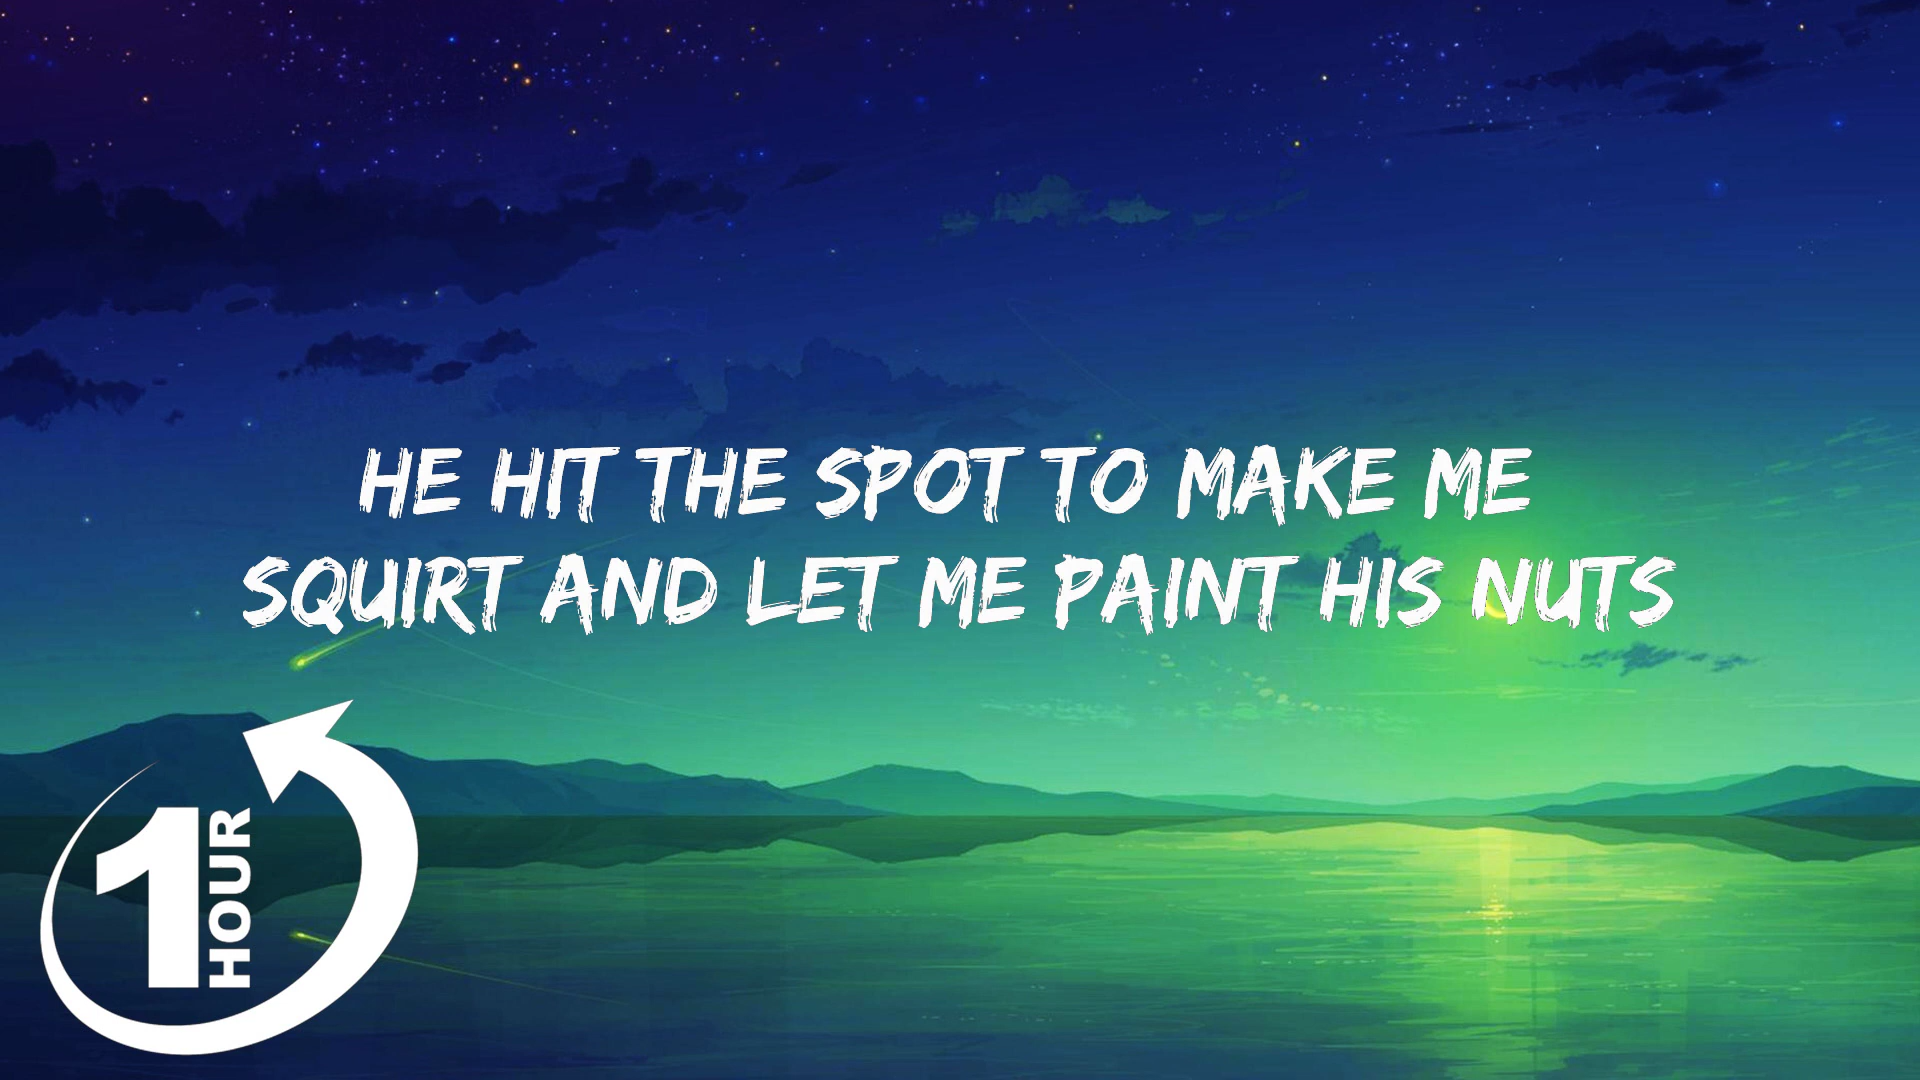 HE HIT THE SPOT TO MAKE ME
SQUIRT AND LET ME PAINT HIS NUTS
1
HOUR